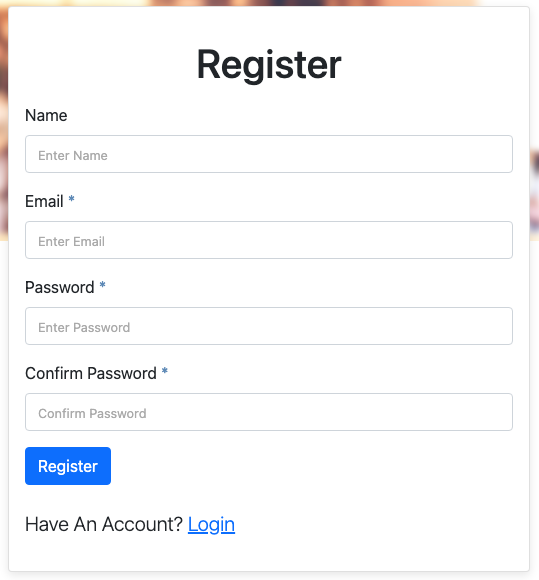 Register
Name
Enter Name
Email *
Enter Email
Password *
Enter Password
Confirm Password *
Confirm Password
Register
Have An Account? Login